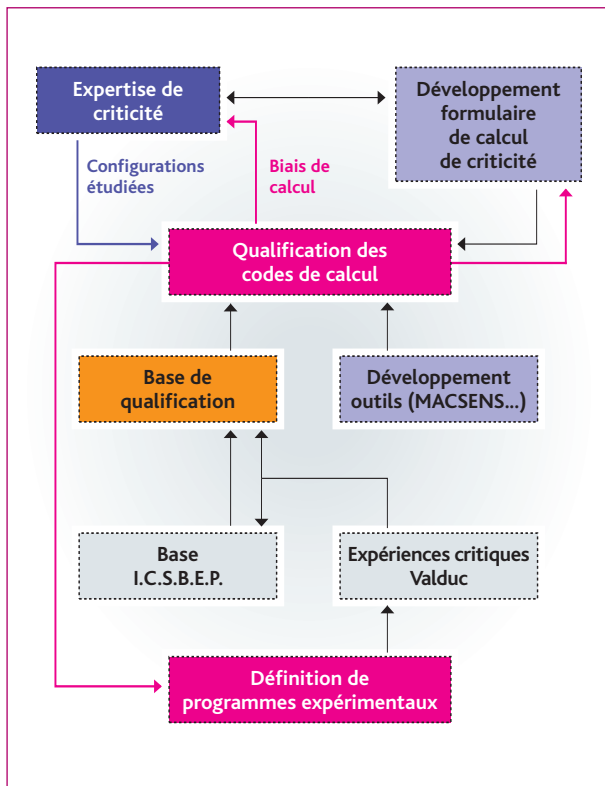 Expertise de
criticité
Développement
formulaire
de calcul
de criticité
Configurations
étudiées
Biais de
calcul
Qualification des
codes de calcul
Base de
qualification
Développement
outils (MACSENS...)
Base
I.C.S.B.E.P.
Expériences critiques
Valduc
Définition de
programmes expérimentaux